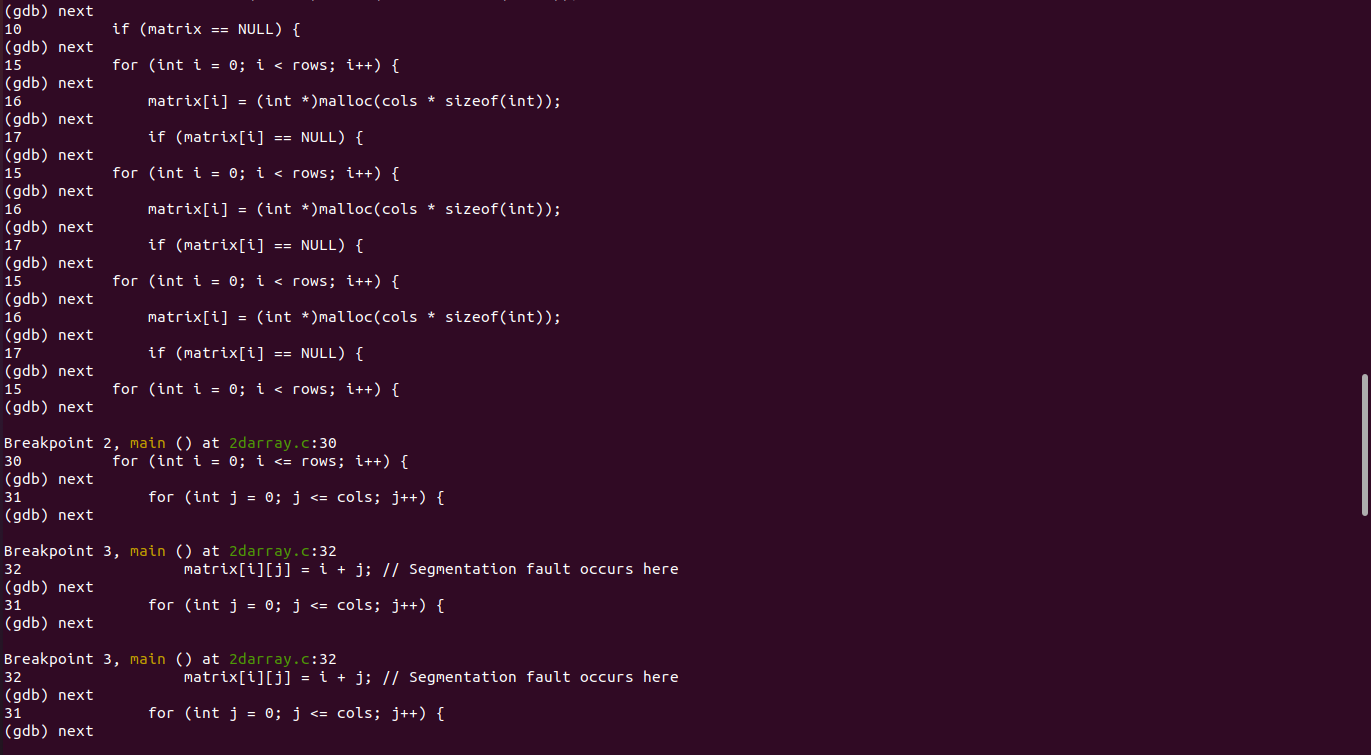 (gdb) next
10          if (matrix == NULL) {
(gdb) next
15          for (int i = 0; i < rows; i++) {
(gdb) next
16              matrix[i] = (int *)malloc(cols * sizeof(int));
(gdb) next
17              if (matrix[i] == NULL) {
(gdb) next
15          for (int i = 0; i < rows; i++) {
(gdb) next
16              matrix[i] = (int *)malloc(cols * sizeof(int));
(gdb) next
17              if (matrix[i] == NULL) {
(gdb) next
15          for (int i = 0; i < rows; i++) {
(gdb) next
16              matrix[i] = (int *)malloc(cols * sizeof(int));
(gdb) next
17              if (matrix[i] == NULL) {
(gdb) next
15          for (int i = 0; i < rows; i++) {
(gdb) next

Breakpoint 2, main () at 2darray.c:30
30          for (int i = 0; i <= rows; i++) {
(gdb) next
31              for (int j = 0; j <= cols; j++) {
(gdb) next

Breakpoint 3, main () at 2darray.c:32
32                  matrix[i][j] = i + j; // Segmentation fault occurs here
(gdb) next
31              for (int j = 0; j <= cols; j++) {
(gdb) next

Breakpoint 3, main () at 2darray.c:32
32                  matrix[i][j] = i + j; // Segmentation fault occurs here
(gdb) next
31              for (int j = 0; j <= cols; j++) {
(gdb) next